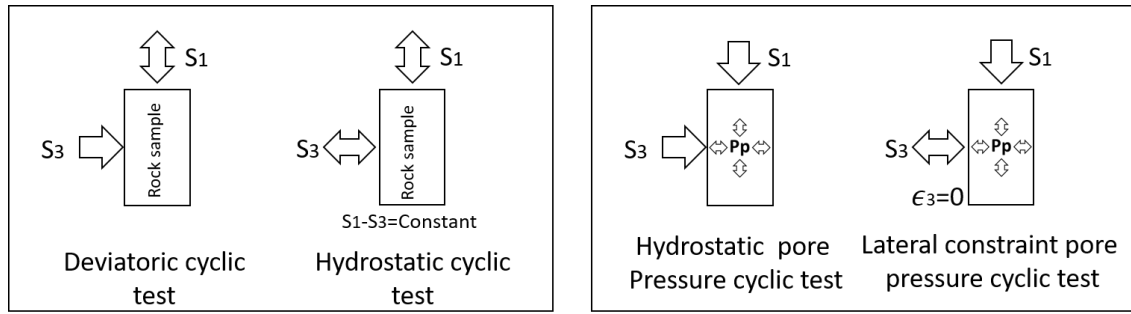 S1
S3
Rock sample
Deviatoric cyclic
test
S1
S3
Rock sample
S1-S3=Constant
Hydrostatic cyclic
test
S1
S3
Pp
Hydrostatic pore
Pressure cyclic test
S1
S3
Pp
ϵ3=0
Lateral constraint pore
pressure cyclic test